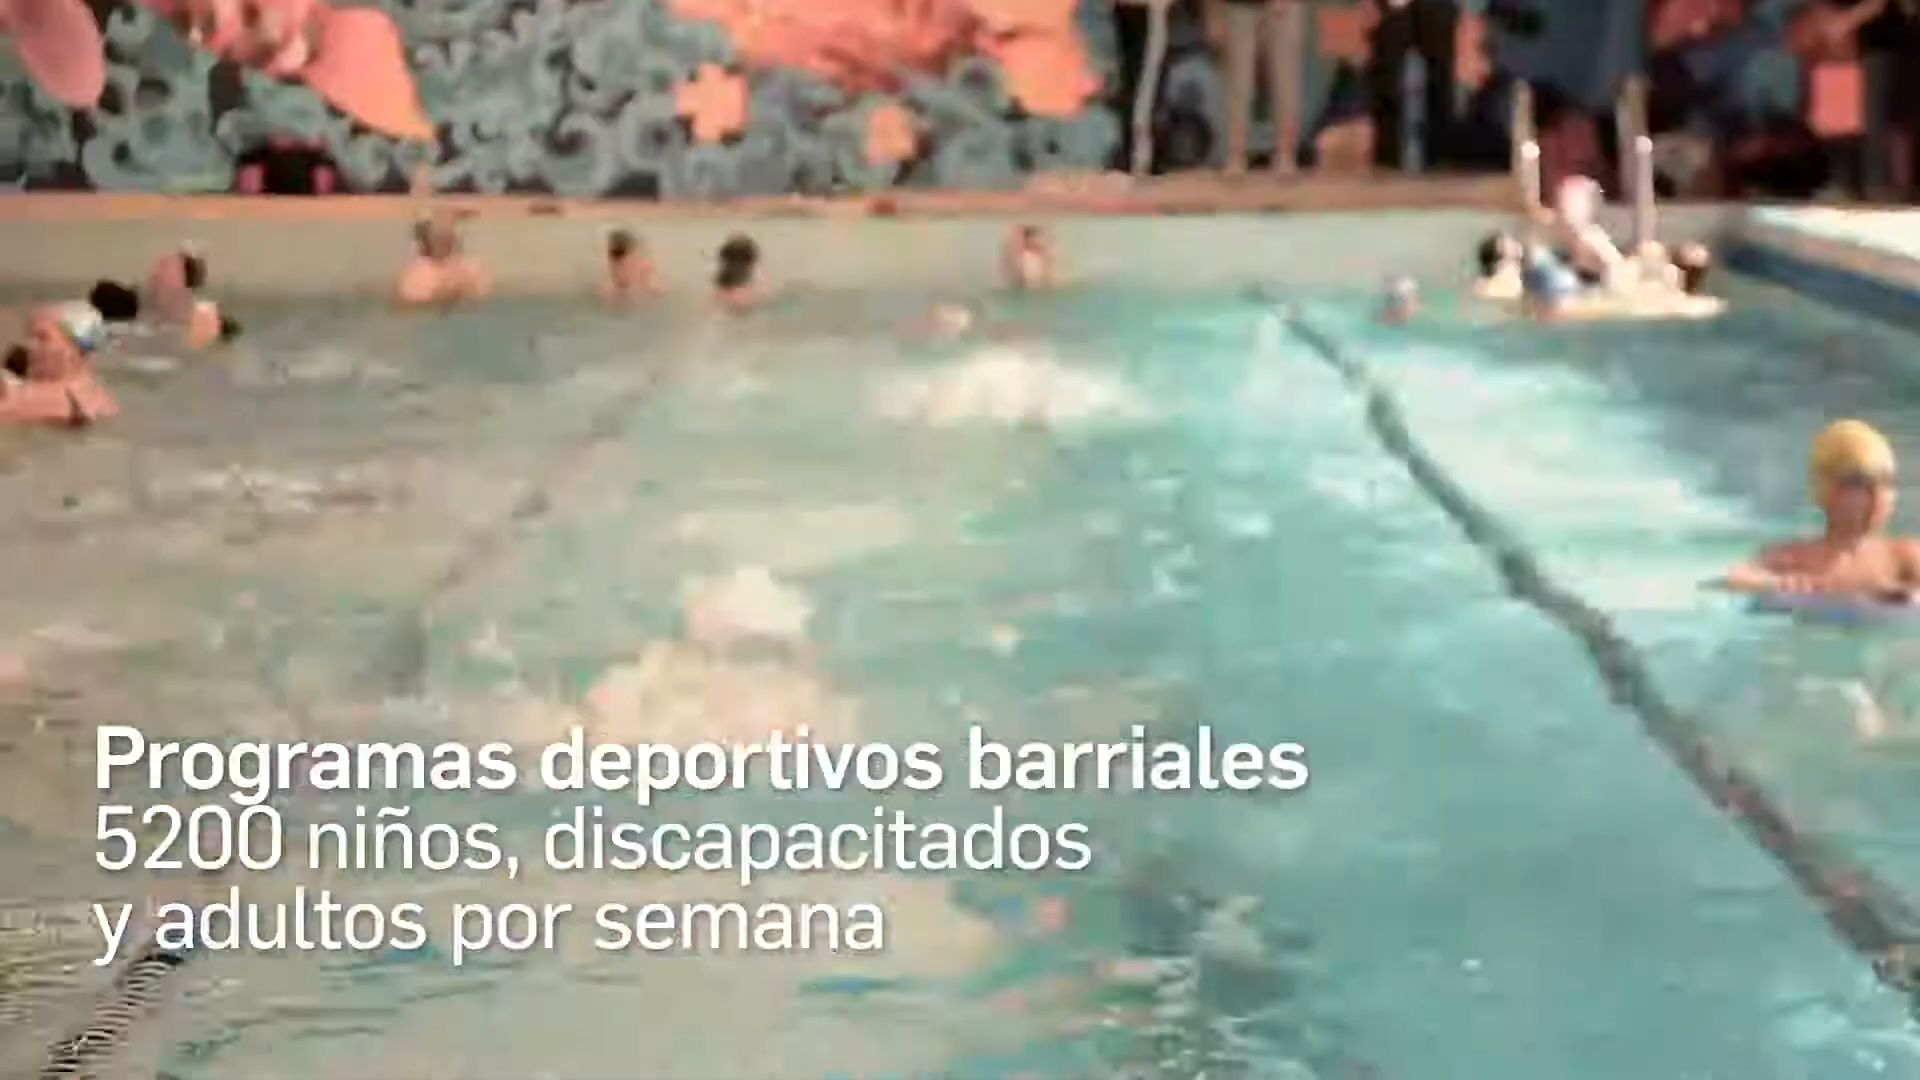 Programas deportivos barriales
5200 niños, discapacitados
y adultos por semana